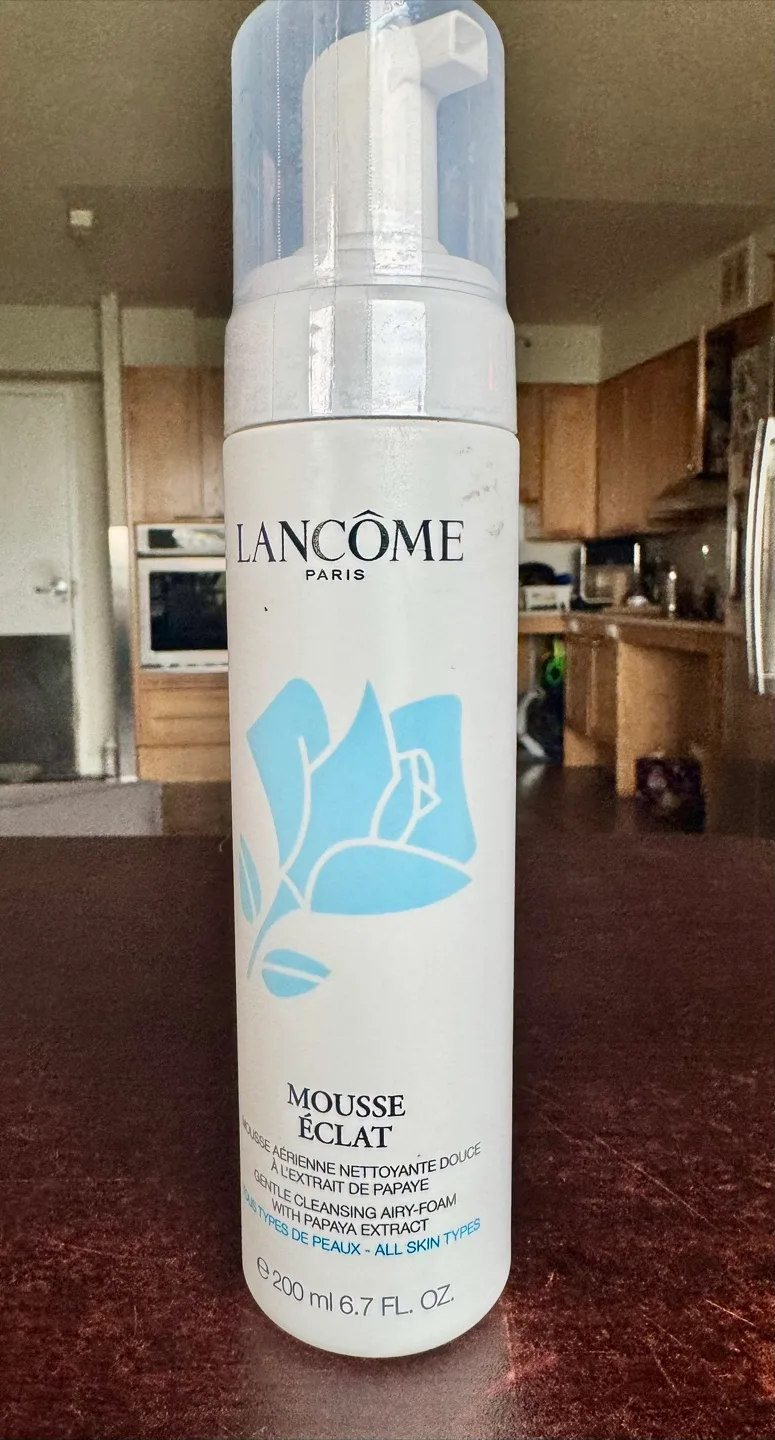 LANCÔME
PARIS
MOUSSE
ÉCLAT
MOUSSE AÉRIENNE NETTOYANTE DOUCE
À L'EXTRAIT DE PAPAYE
GENTLE CLEANSING AIRY-FOAM
WITH PAPAYA EXTRACT
TOUS TYPES DE PEAUX - ALL SKIN TYPES
℮ 200 ml 6.7 FL. OZ.